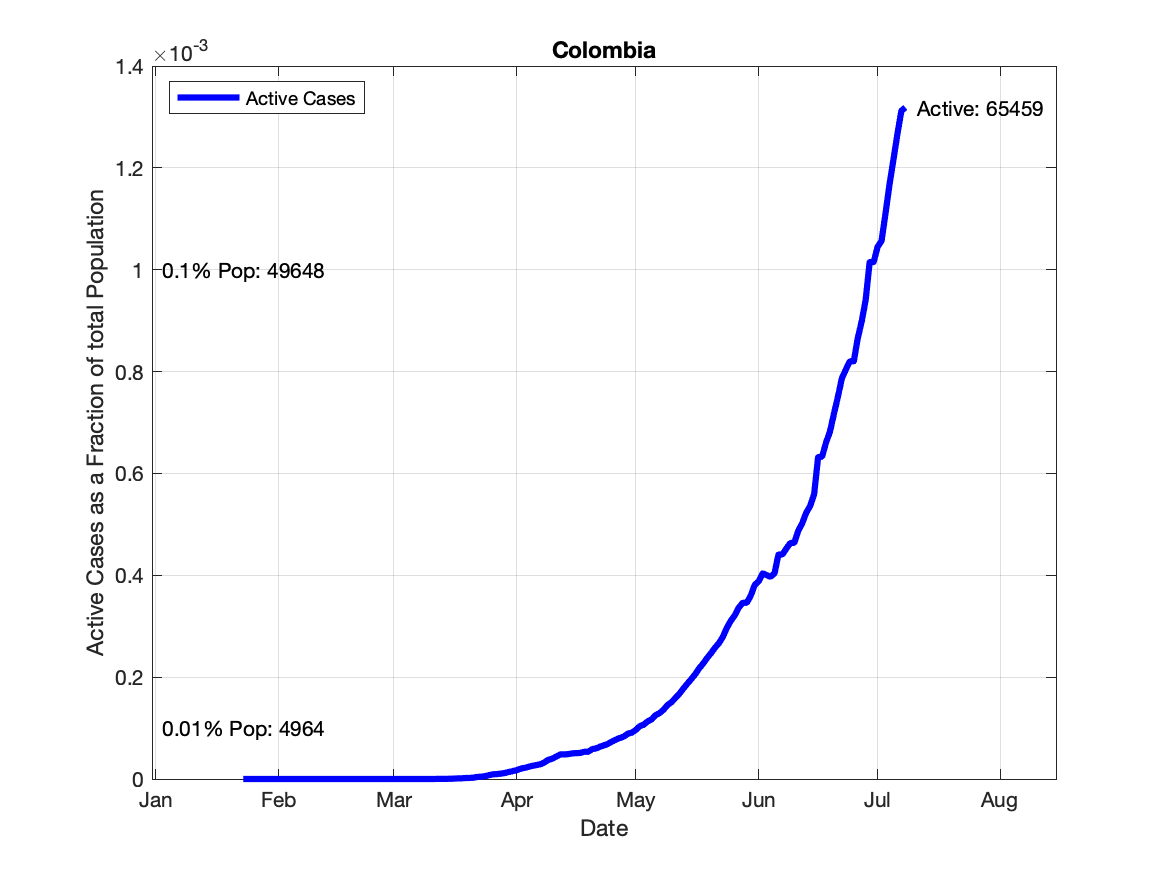 Colombia
×10-3
1.4
1.2
1
0.8
0.6
0.4
0.2
0
Active Cases
Active: 65459
0.1% Pop: 49648
0.01% Pop: 4964
Active Cases as a Fraction of total Population
Jan Feb Mar Apr May Jun Jul Aug
Date